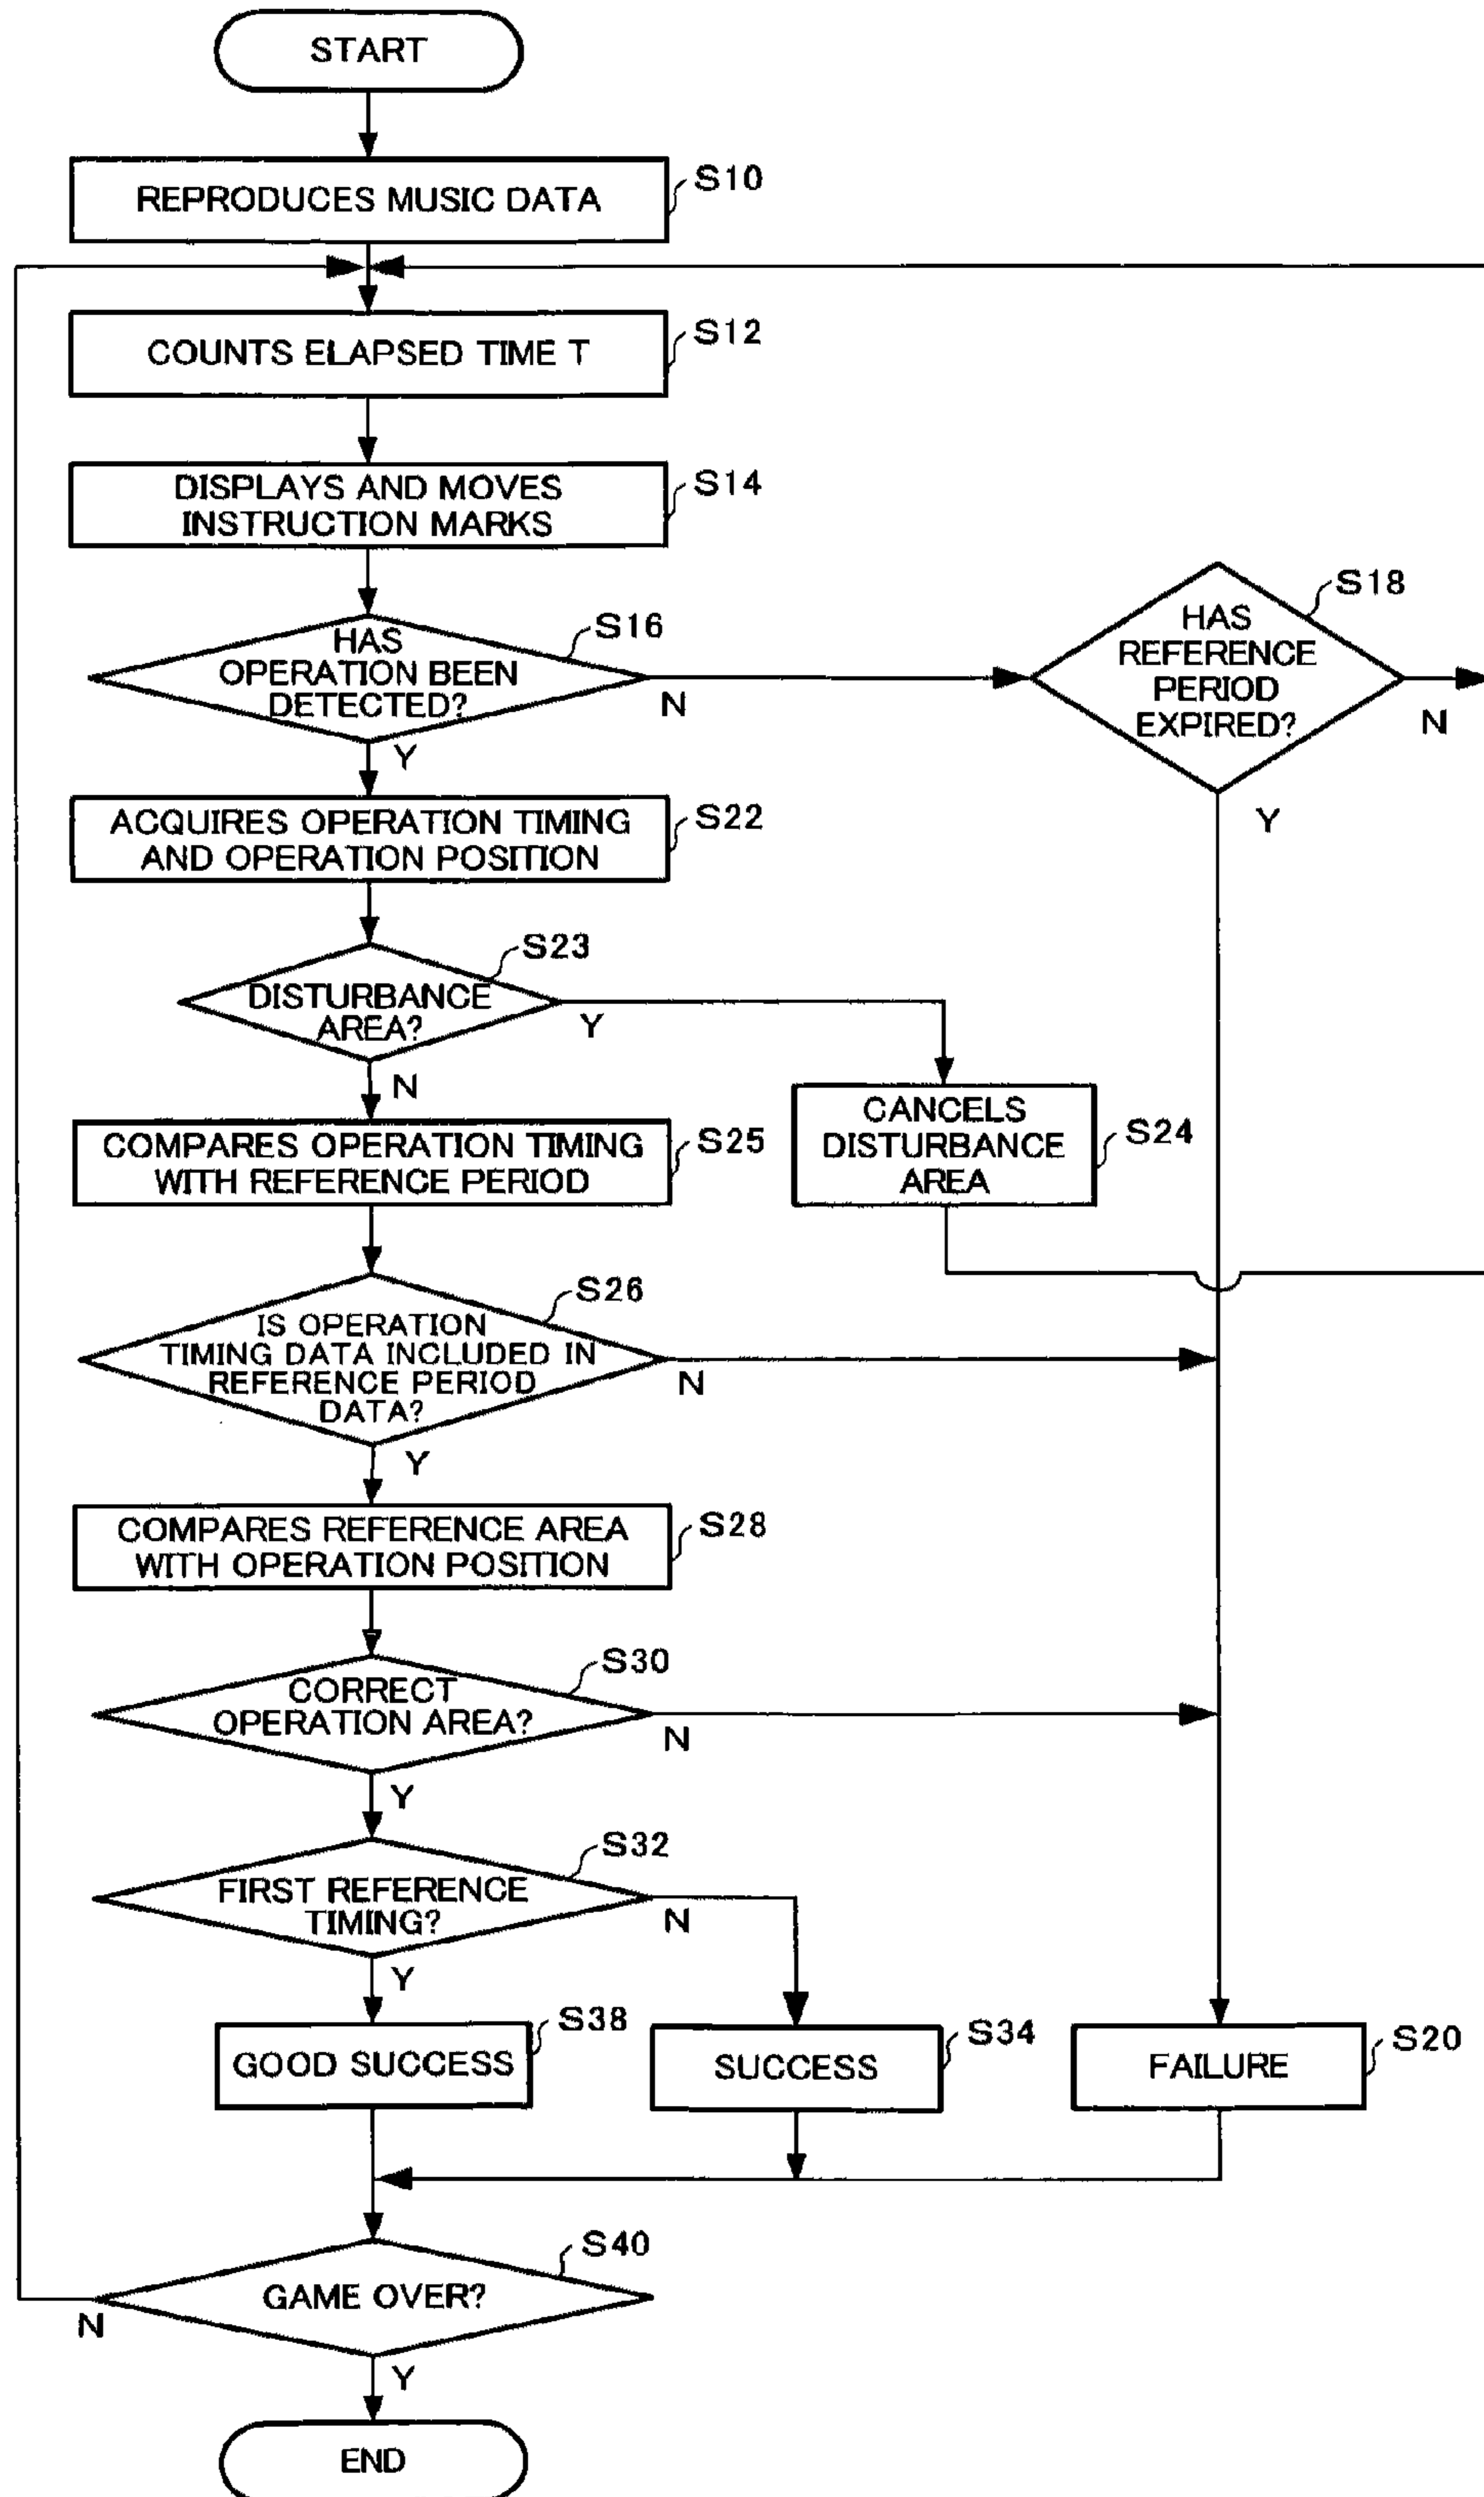 START
REPRODUCES MUSIC DATA
S10
COUNTS ELAPSED TIME T
S12
DISPLAYS AND MOVES
INSTRUCTION MARKS
S14
HAS
OPERATION BEEN
DETECTED?
S16
N
Y
HAS
REFERENCE
PERIOD
EXPIRED?
S18
N
Y
ACQUIRES OPERATION TIMING
AND OPERATION POSITION
S22
DISTURBANCE
AREA?
S23
Y
N
CANCELS
DISTURBANCE
AREA
S24
COMPARES OPERATION TIMING
WITH REFERENCE PERIOD
S25
IS OPERATION
TIMING DATA INCLUDED IN
REFERENCE PERIOD
DATA?
S26
N
Y
COMPARES REFERENCE AREA
WITH OPERATION POSITION
S28
CORRECT
OPERATION AREA?
S30
N
Y
FIRST REFERENCE
TIMING?
S32
N
Y
GOOD SUCCESS
S38
SUCCESS
S34
FAILURE
S20
GAME OVER?
S40
N
Y
END